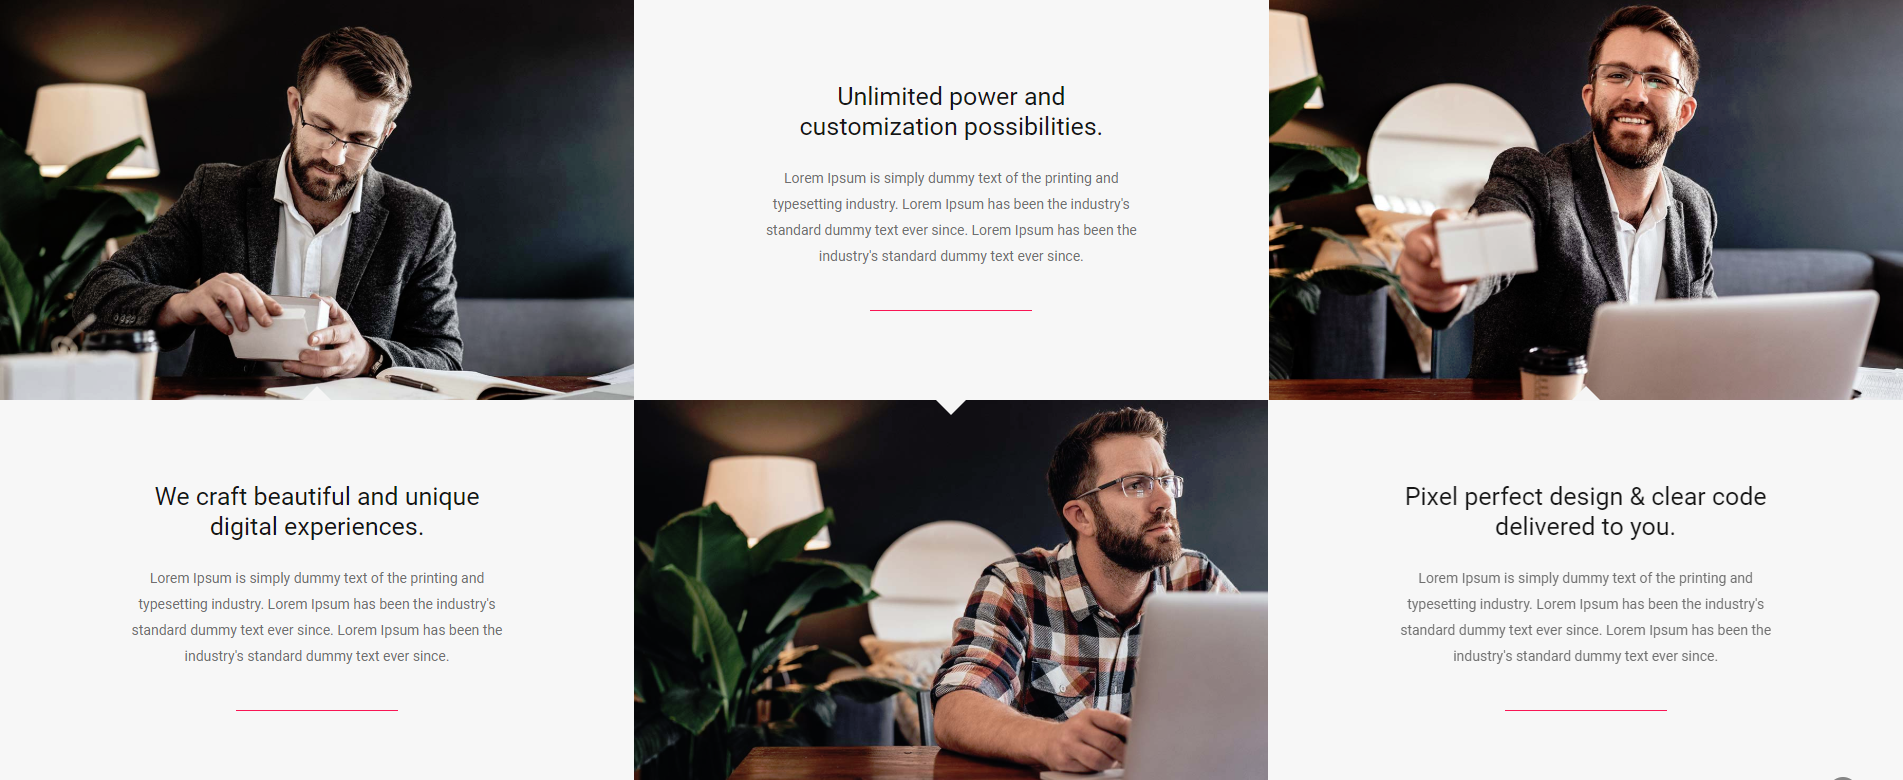 Unlimited power and
customization possibilities.
Lorem Ipsum is simply dummy text of the printing and
typesetting industry. Lorem Ipsum has been the industry's
standard dummy text ever since. Lorem Ipsum has been the
industry's standard dummy text ever since.
We craft beautiful and unique
digital experiences.
Lorem Ipsum is simply dummy text of the printing and
typesetting industry. Lorem Ipsum has been the industry's
standard dummy text ever since. Lorem Ipsum has been the
industry's standard dummy text ever since.
Pixel perfect design & clear code
delivered to you.
Lorem Ipsum is simply dummy text of the printing and
typesetting industry. Lorem Ipsum has been the industry's
standard dummy text ever since. Lorem Ipsum has been the
industry's standard dummy text ever since.